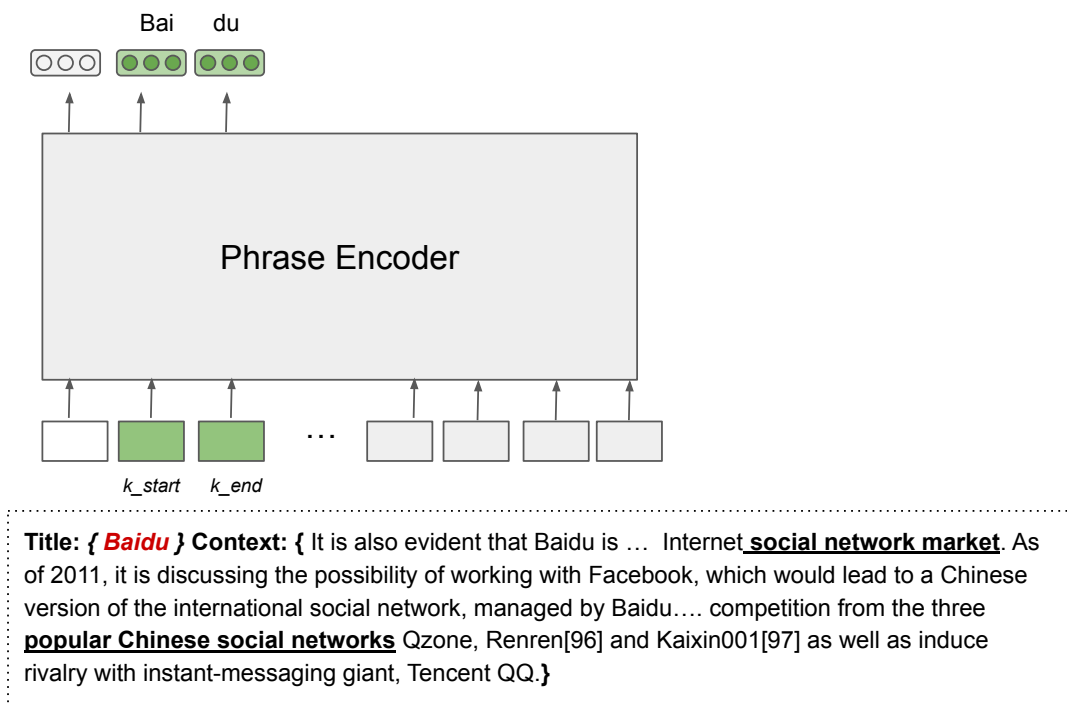 Bai du
Phrase Encoder
...
k_start k_end
Title: { Baidu } Context: { It is also evident that Baidu is … Internet social network market. As
of 2011, it is discussing the possibility of working with Facebook, which would lead to a Chinese
version of the international social network, managed by Baidu…. competition from the three
popular Chinese social networks Qzone, Renren[96] and Kaixin001[97] as well as induce
rivalry with instant-messaging giant, Tencent QQ.}